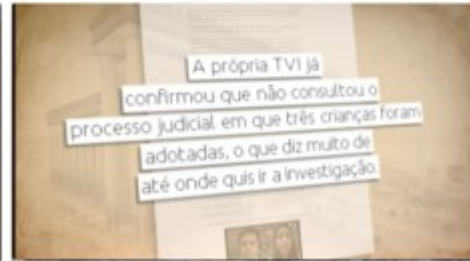 A própria TVI já
confirmou que não consultou o
processo judicial em que três crianças foram
adotadas, o que diz muito de
até onde quis ir a investigação.